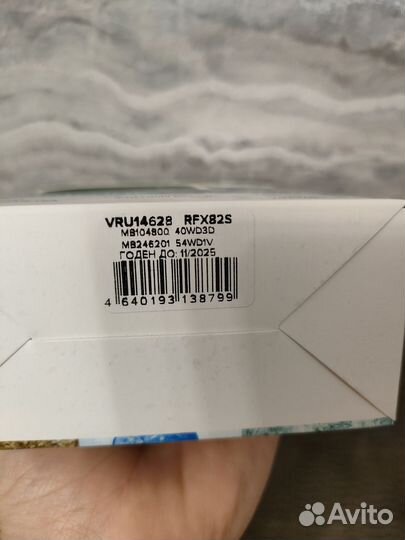 VRU14628 RFX82S
MB104800 40WD3D
MB246201 54WD1V
ГОДЕН ДО: 11/2025
4 640193 138799
Avito